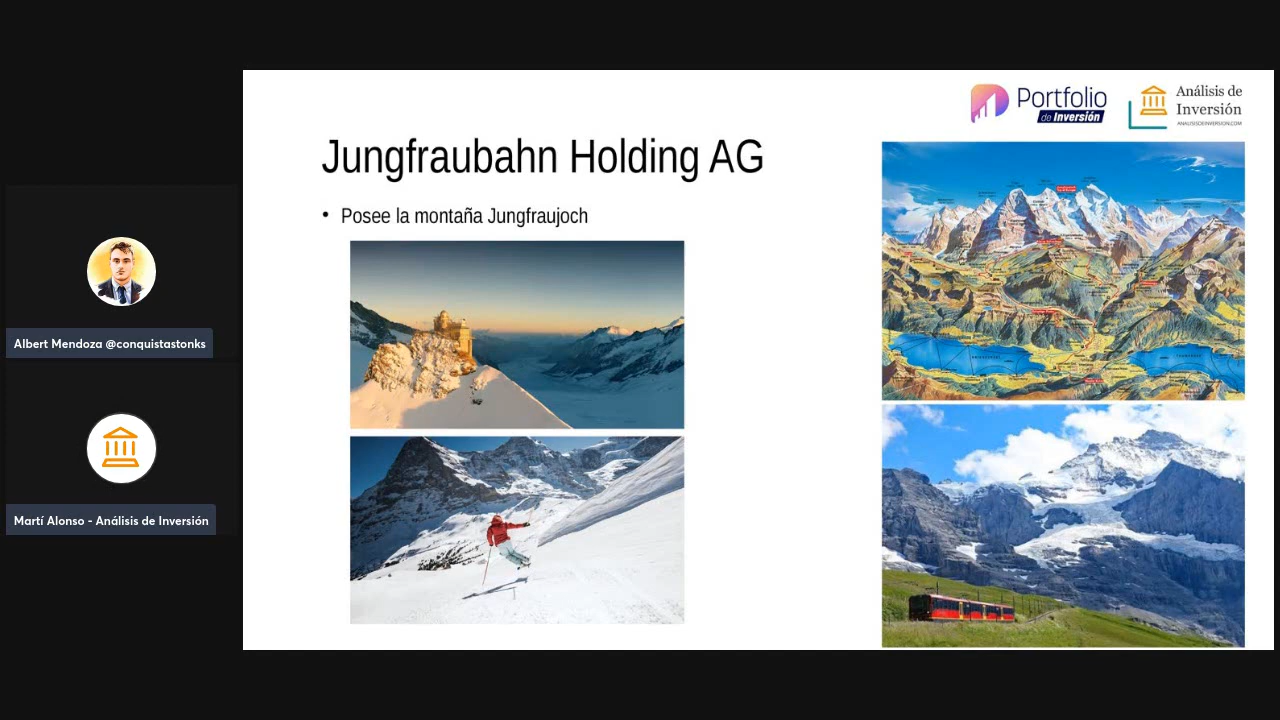 Portfolio
de Inversión
Análisis de
Inversión
ANALISISDEINVERSION.COM
Jungfraubahn Holding AG
• Posee la montaña Jungfraujoch
Albert Mendoza @conquistastonks
Martí Alonso - Análisis de Inversión